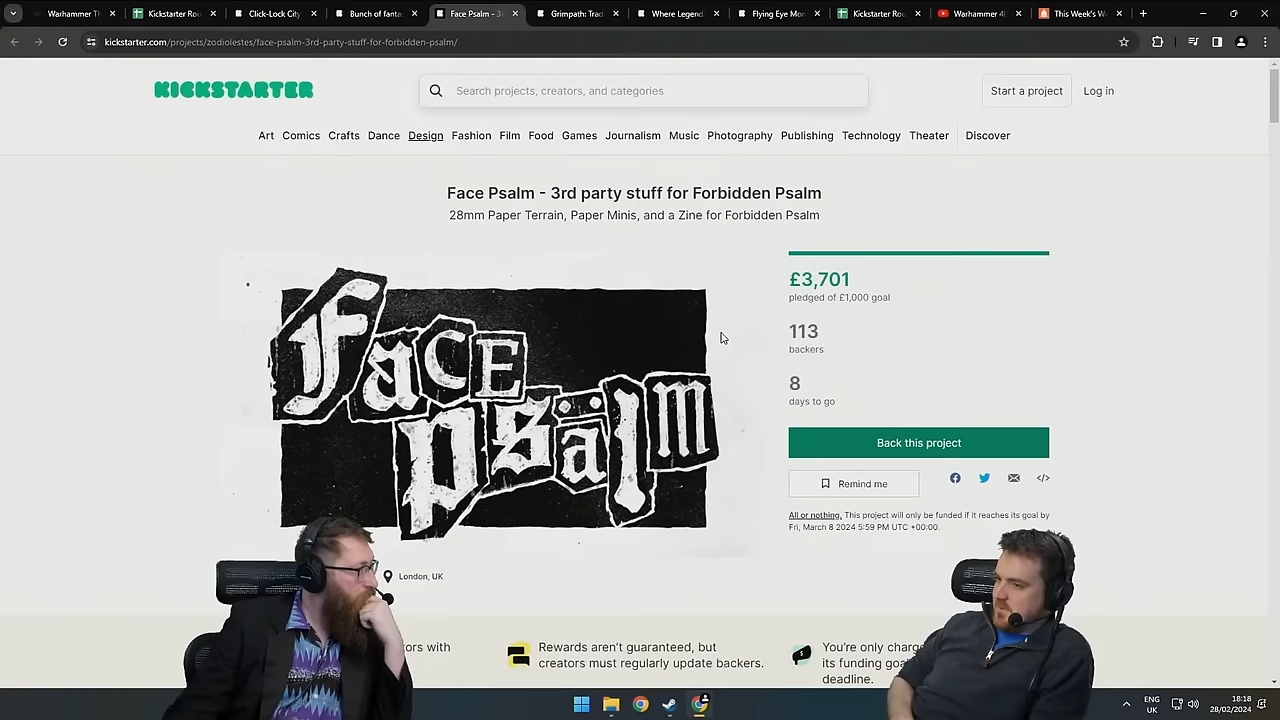 Warhammer Th
Kickstarter Rou
Click-Lock City
Bunch of fanta
Face Psalm - 3
Grimpath: Trad
Where Legend
Flying Eye Mo
Kickstarter Rou
Warhammer 4
This Week's W
kickstarter.com/projects/zodiolestes/face-psalm-3rd-party-stuff-for-forbidden-psalm/
KICKSTARTER
Search projects, creators, and categories
Start a project
Log in
Art Comics Crafts Dance Design Fashion Film Food Games Journalism Music Photography Publishing Technology Theater Discover
Face Psalm - 3rd party stuff for Forbidden Psalm
28mm Paper Terrain, Paper Minis, and a Zine for Forbidden Psalm
Face
Psälm
£3,701
pledged of £1,000 goal
113
backers
8
days to go
Back this project
Remind me
All or nothing. This project will only be funded if it reaches its goal by
Fri, March 8 2024 5:59 PM UTC +00:00.
London, UK
ors with
Rewards aren't guaranteed, but
creators must regularly update backers.
You're only char
its funding goa
deadline.
ENG
UK
18:18
28/02/2024